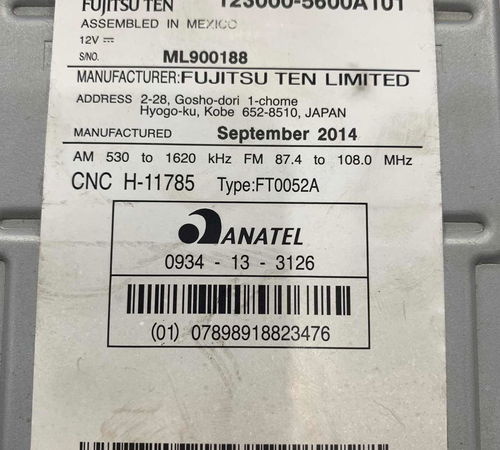 FUJITSU TEN 123000-5600A101
ASSEMBLED IN MEXICO
12V ⎓
S/NO. ML900188
MANUFACTURER:FUJITSU TEN LIMITED
ADDRESS 2-28, Gosho-dori 1-chome
Hyogo-ku, Kobe 652-8510, JAPAN
MANUFACTURED September 2014
AM 530 to 1620 kHz FM 87.4 to 108.0 MHz
CNC H-11785 Type:FT0052A
ANATEL
0934 - 13 - 3126
(01) 07898918823476